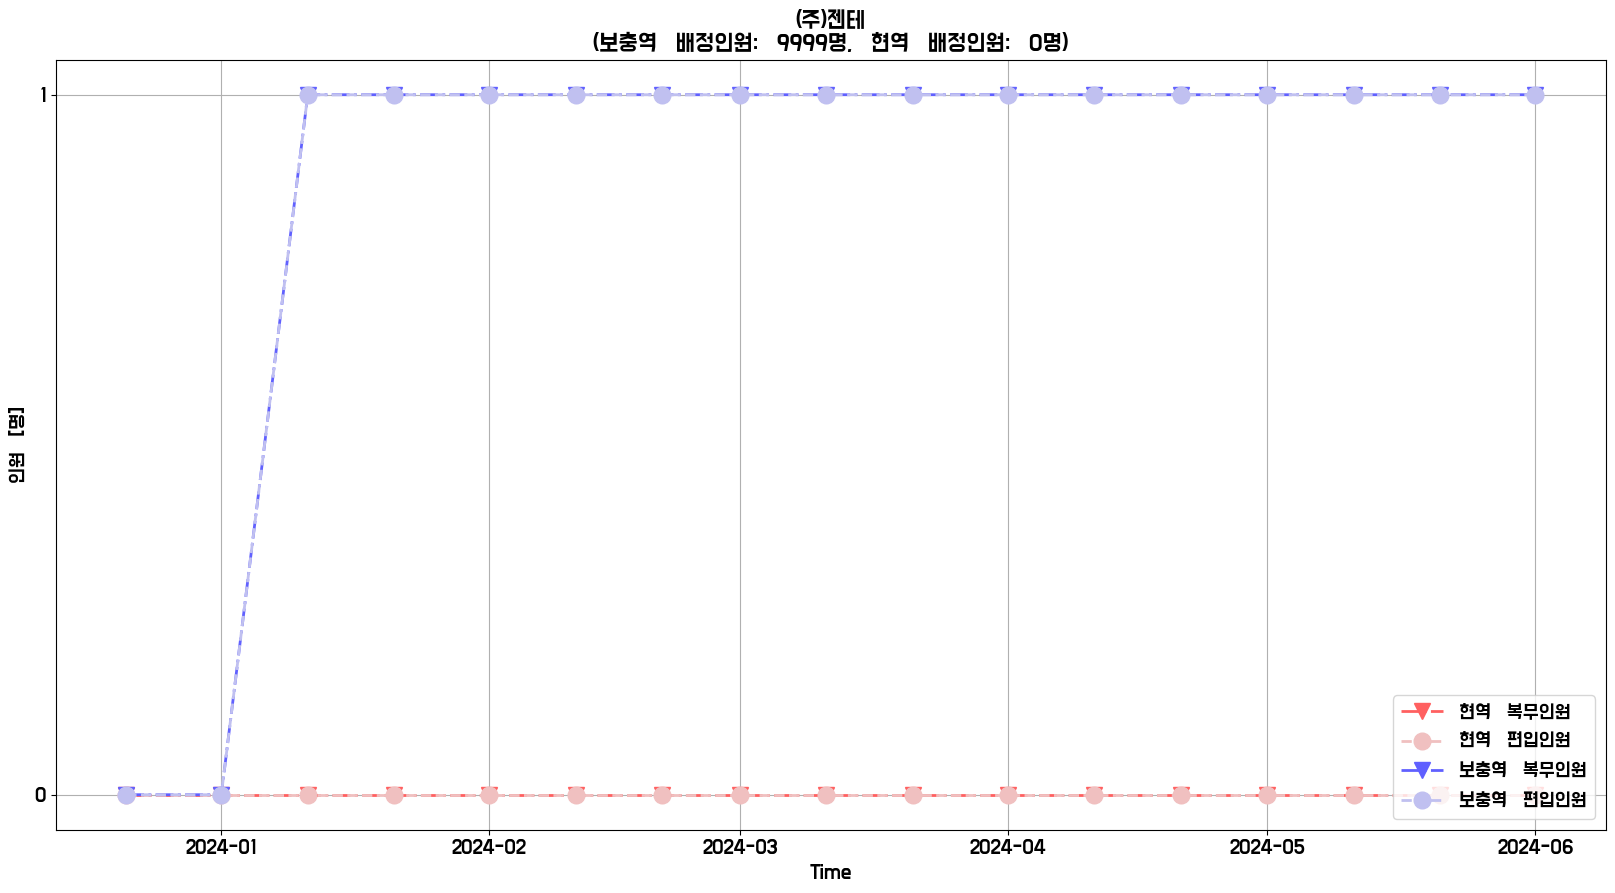 (주)젠테
(보충역 배정인원: 9999명, 현역 배정인원: 0명)
1
인원 [명]
0
현역 복무인원
현역 편입인원
보충역 복무인원
보충역 편입인원
2024-01 2024-02 2024-03 2024-04 2024-05 2024-06
Time